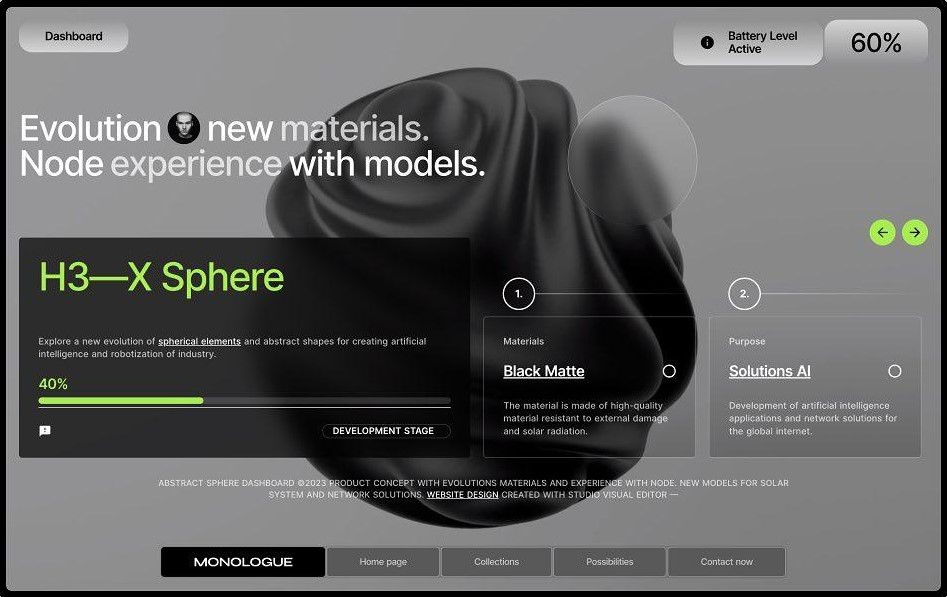 Dashboard
Battery Level
Active
60%
Evolution new materials.
Node experience with models.
H3—X Sphere
Explore a new evolution of spherical elements and abstract shapes for creating artificial
intelligence and robotization of industry.
40%
DEVELOPMENT STAGE
1.
Materials
Black Matte
The material is made of high-quality
material resistant to external damage
and solar radiation.
2.
Purpose
Solutions AI
Development of artificial intelligence
applications and network solutions for
the global internet.
ABSTRACT SPHERE DASHBOARD ©2023 PRODUCT CONCEPT WITH EVOLUTIONS MATERIALS AND EXPERIENCE WITH NODE. NEW MODELS FOR SOLAR
SYSTEM AND NETWORK SOLUTIONS. WEBSITE DESIGN CREATED WITH STUDIO VISUAL EDITOR —
MONOLOGUE
Home page
Collections
Possibilities
Contact now